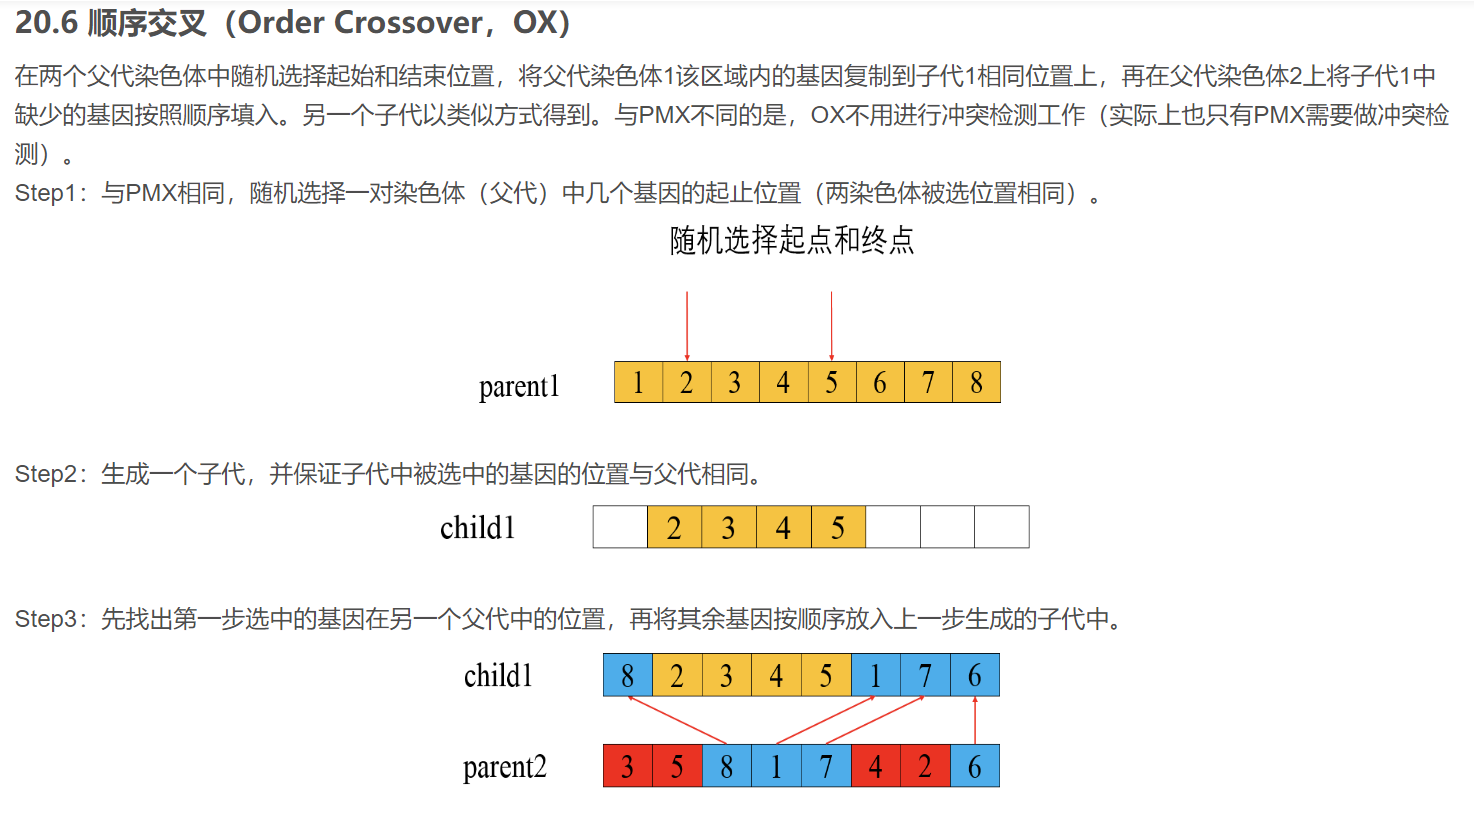 20.6 顺序交叉（Order Crossover，OX）
在两个父代染色体中随机选择起始和结束位置，将父代染色体1该区域内的基因复制到子代1相同位置上，再在父代染色体2上将子代1中
缺少的基因按照顺序填入。另一个子代以类似方式得到。与PMX不同的是，OX不用进行冲突检测工作（实际上也只有PMX需要做冲突检
测）。
Step1：与PMX相同，随机选择一对染色体（父代）中几个基因的起止位置（两染色体被选位置相同）。
随机选择起点和终点
parent1 1 2 3 4 5 6 7 8
Step2：生成一个子代，并保证子代中被选中的基因的位置与父代相同。
child1 2 3 4 5
Step3：先找出第一步选中的基因在另一个父代中的位置，再将其余基因按顺序放入上一步生成的子代中。
child1 8 2 3 4 5 1 7 6
parent2 3 5 8 1 7 4 2 6